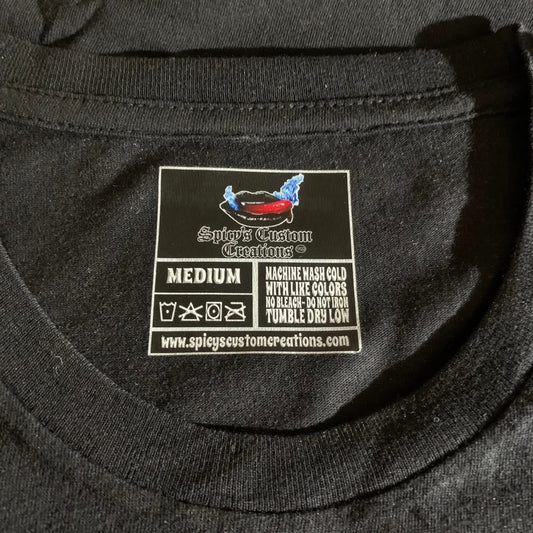 Spicy's Custom
Creations
MEDIUM
MACHINE WASH COLD
WITH LIKE COLORS
NO BLEACH- DO NOT IRON
TUMBLE DRY LOW
www.spicyscustomcreations.com